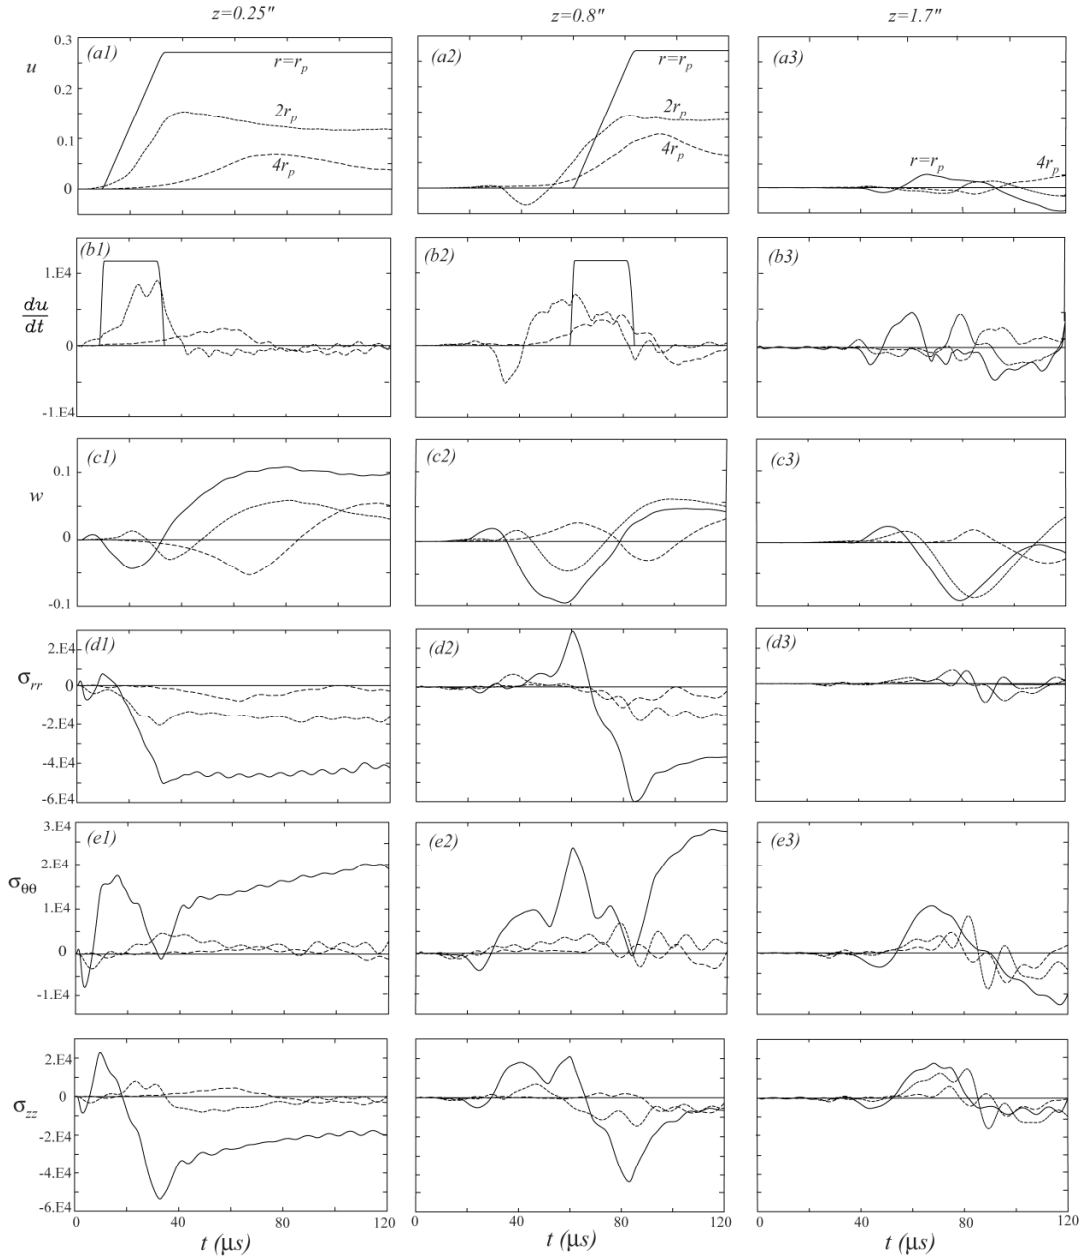 z=0.25" z=0.8" z=1.7"
0.3
(a1) (a2) (a3)
u r=rp r=rp
0.2
2rp 2rp
0.1
4rp 4rp r=rp 4rp
0
(b1) (b2) (b3)
1.E4
du
dt
0
-1.E4
(c1) (c2) (c3)
0.1
w
0
-0.1
(d1) (d2) (d3)
2.E4
σrr 0
-2.E4
-4.E4
-6.E4
3.E4
(e1) (e2) (e3)
2.E4
σθθ
1.E4
0
-1.E4
2.E4
0
σzz
-2.E4
-4.E4
-6.E4
0 40 80 120 0 40 80 120 0 40 80 120
t (μs) t (μs) t (μs)